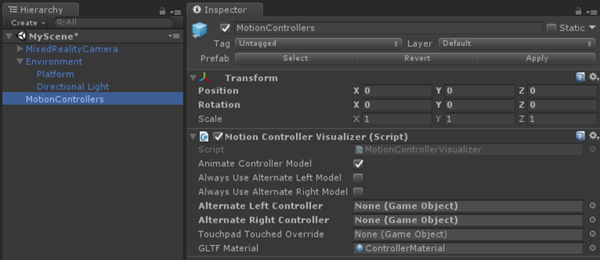 Hierarchy
Create
All
MyScene*
MixedRealityCamera
Environment
Platform
Directional Light
MotionControllers
Inspector
MotionControllers Static
Tag Untagged Layer Default
Prefab Select Revert Apply
Transform
Position X 0 Y 0 Z 0
Rotation X 0 Y 0 Z 0
Scale X 1 Y 1 Z 1
Motion Controller Visualizer (Script)
Script MotionControllerVisualizer
Animate Controller Model
Always Use Alternate Left Model
Always Use Alternate Right Model
Alternate Left Controller None (Game Object)
Alternate Right Controller None (Game Object)
Touchpad Touched Override None (Game Object)
GLTF Material ControllerMaterial